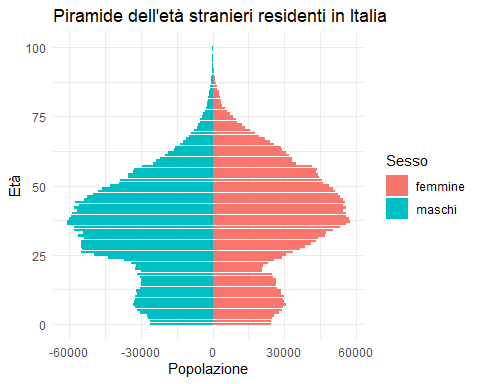 Piramide dell'età stranieri residenti in Italia
100
75
50
25
0
Età
-60000 -30000 0 30000 60000
Popolazione
Sesso
femmine
maschi